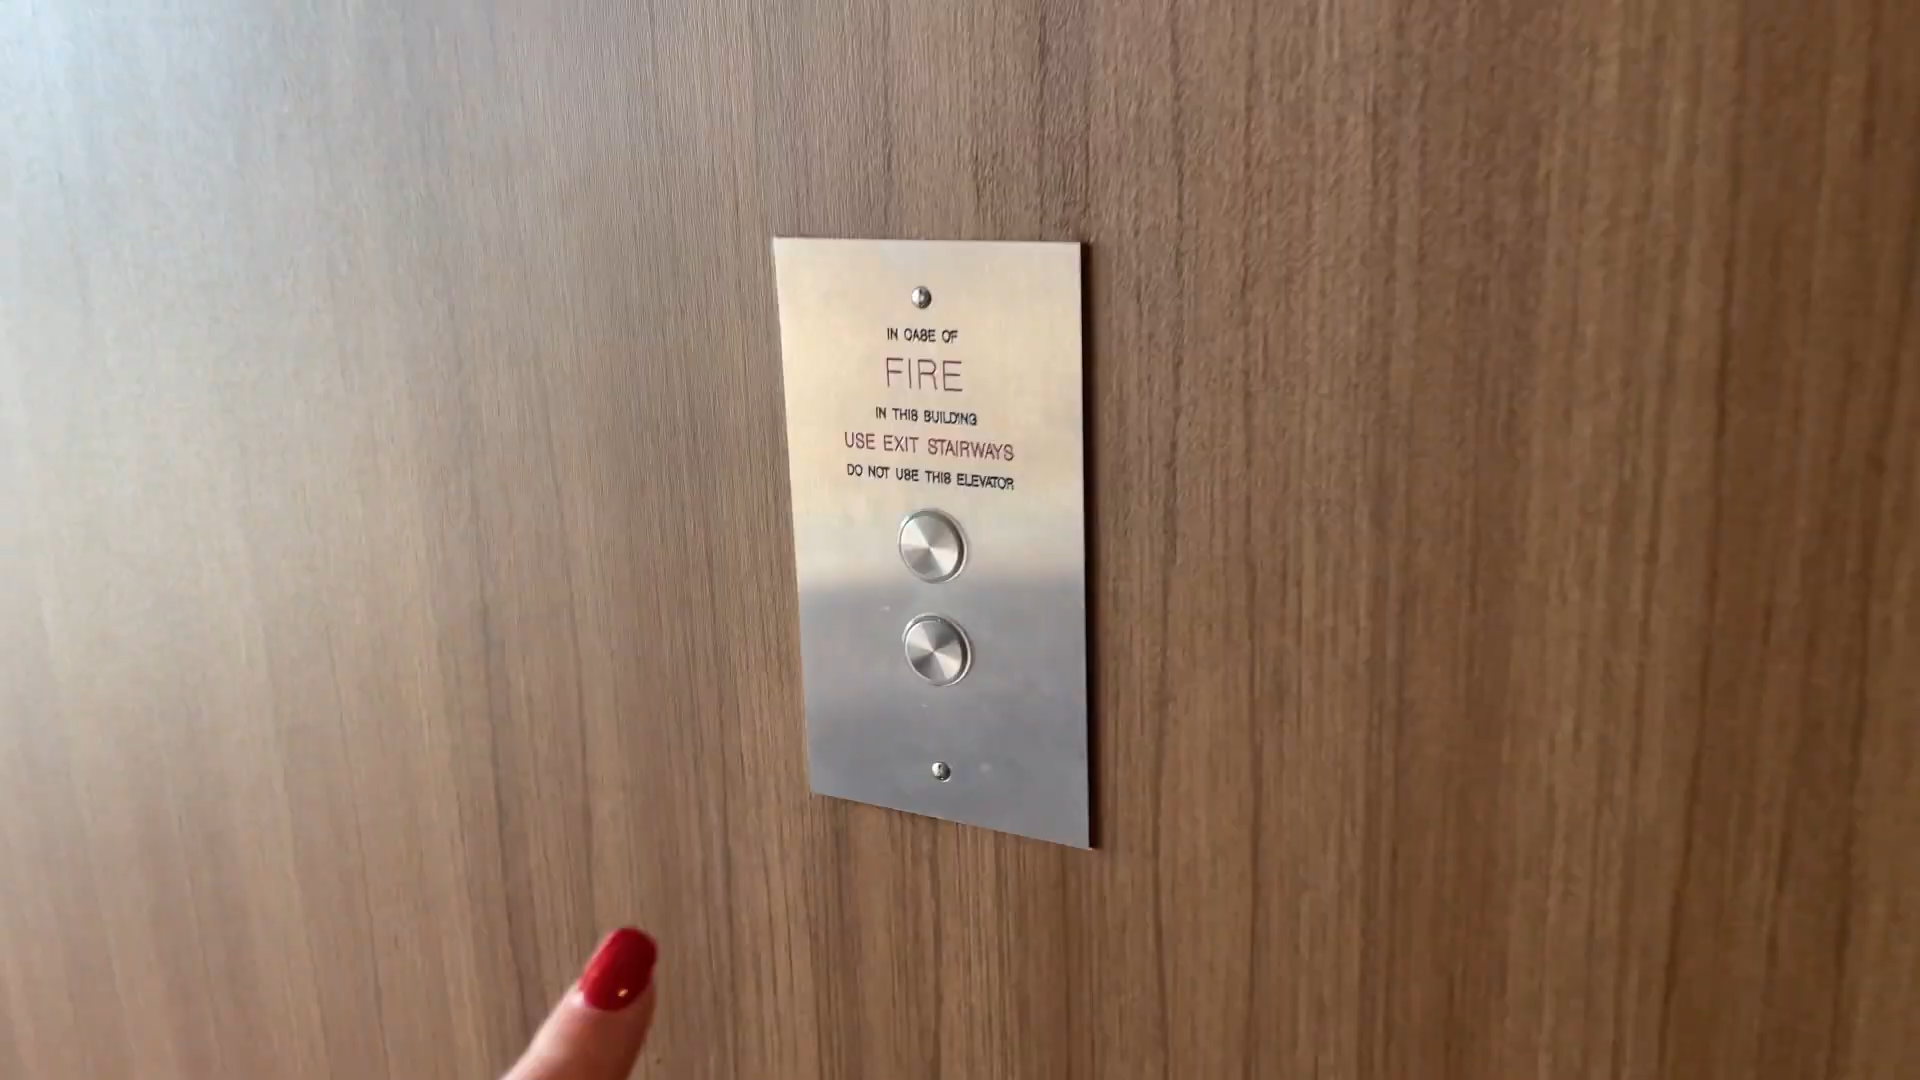 IN CASE OF
FIRE
IN THIS BUILDING
USE EXIT STAIRWAYS
DO NOT USE THIS ELEVATOR